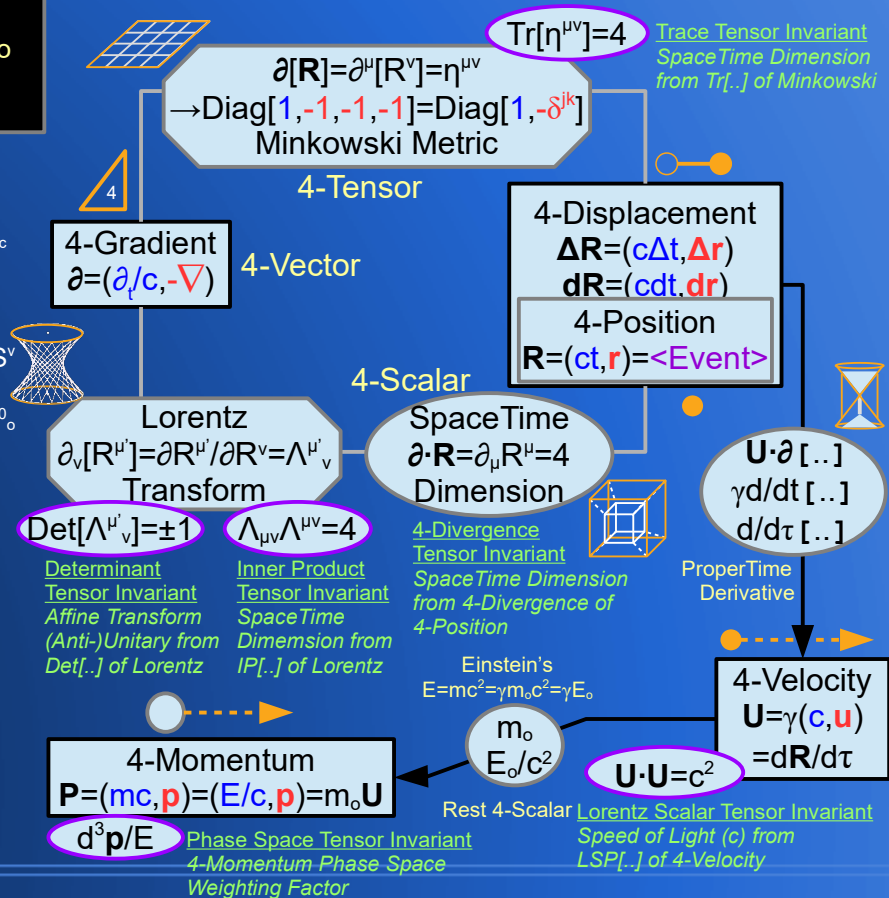 o
Tr[η^μν]=4
Trace Tensor Invariant
SpaceTime Dimension
from Tr[..] of Minkowski
∂[R]=∂^μ[R^ν]=η^μν
→Diag[1,-1,-1,-1]=Diag[1,-δ^jk]
Minkowski Metric
4-Tensor
4
4-Displacement
ΔR=(cΔt,Δr)
dR=(cdt,dr)
4-Position
R=(ct,r)=<Event>
c
4-Gradient
∂=(∂_t/c,-∇)
4-Vector
S^ν
0
o
4-Scalar
Lorentz
∂_ν[R^μ']=∂R^μ'/∂R^ν=Λ^μ'_ν
Transform
SpaceTime
∂·R=∂_μR^μ=4
Dimension
U·∂[..]
γd/dt[..]
d/dτ[..]
Det[Λ^μ'_ν]=±1
Λ_μνΛ^μν=4
Determinant
Tensor Invariant
Affine Transform
(Anti-)Unitary from
Det[..] of Lorentz
Inner Product
Tensor Invariant
SpaceTime
Dimemsion from
IP[..] of Lorentz
4-Divergence
Tensor Invariant
SpaceTime Dimension
from 4-Divergence of
4-Position
ProperTime
Derivative
Einstein's
E=mc²=γm_oc²=γE_o
4-Velocity
U=γ(c,u)
=dR/dτ
m_o
E_o/c²
4-Momentum
P=(mc,p)=(E/c,p)=m_oU
U·U=c²
Rest 4-Scalar
Lorentz Scalar Tensor Invariant
Speed of Light (c) from
LSP[..] of 4-Velocity
d³p/E
Phase Space Tensor Invariant
4-Momentum Phase Space
Weighting Factor